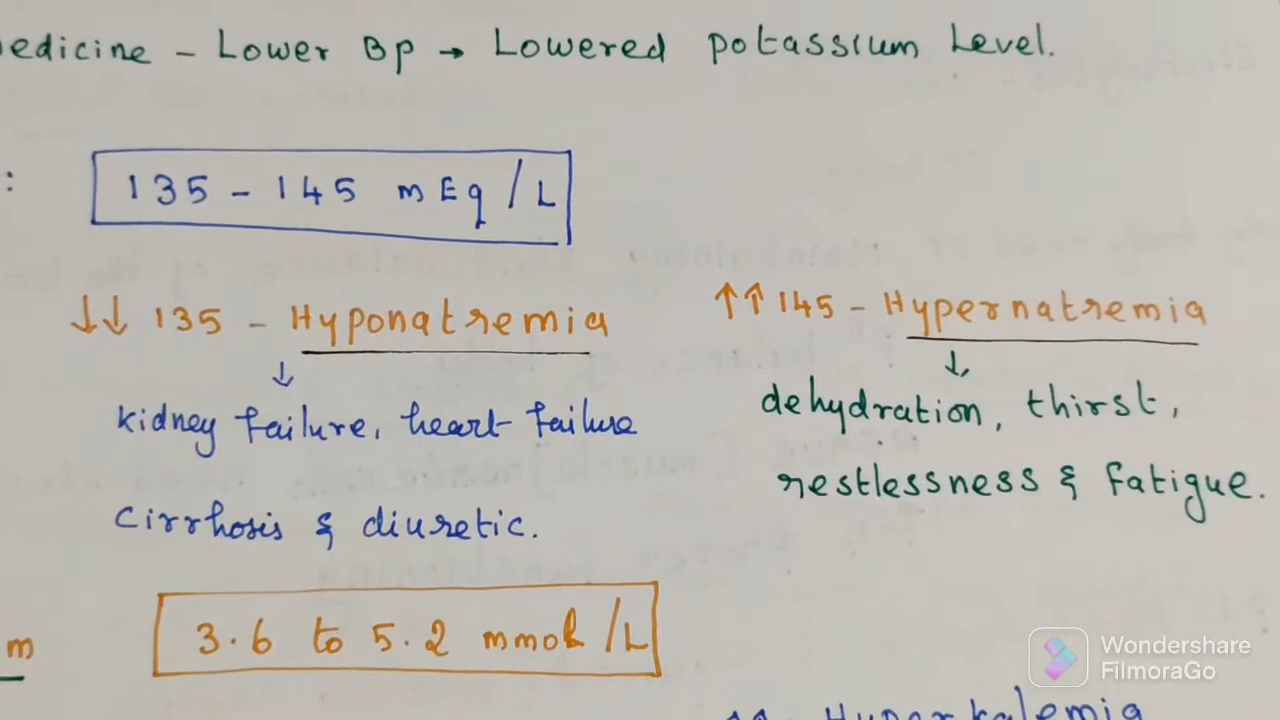 edicine - Lower Bp → Lowered potassium Level.
: 135 - 145 mEq/L
↓↓ 135 - Hyponatremia
↓
kidney failure, heart failure
cirrhosis & diuretic.
↑↑ 145 - Hypernatremia
↓
dehydration, thirst,
restlessness & fatigue.
m 3.6 to 5.2 mmol/L
↑↑ Hyperkalemia
Wondershare
FilmoraGo